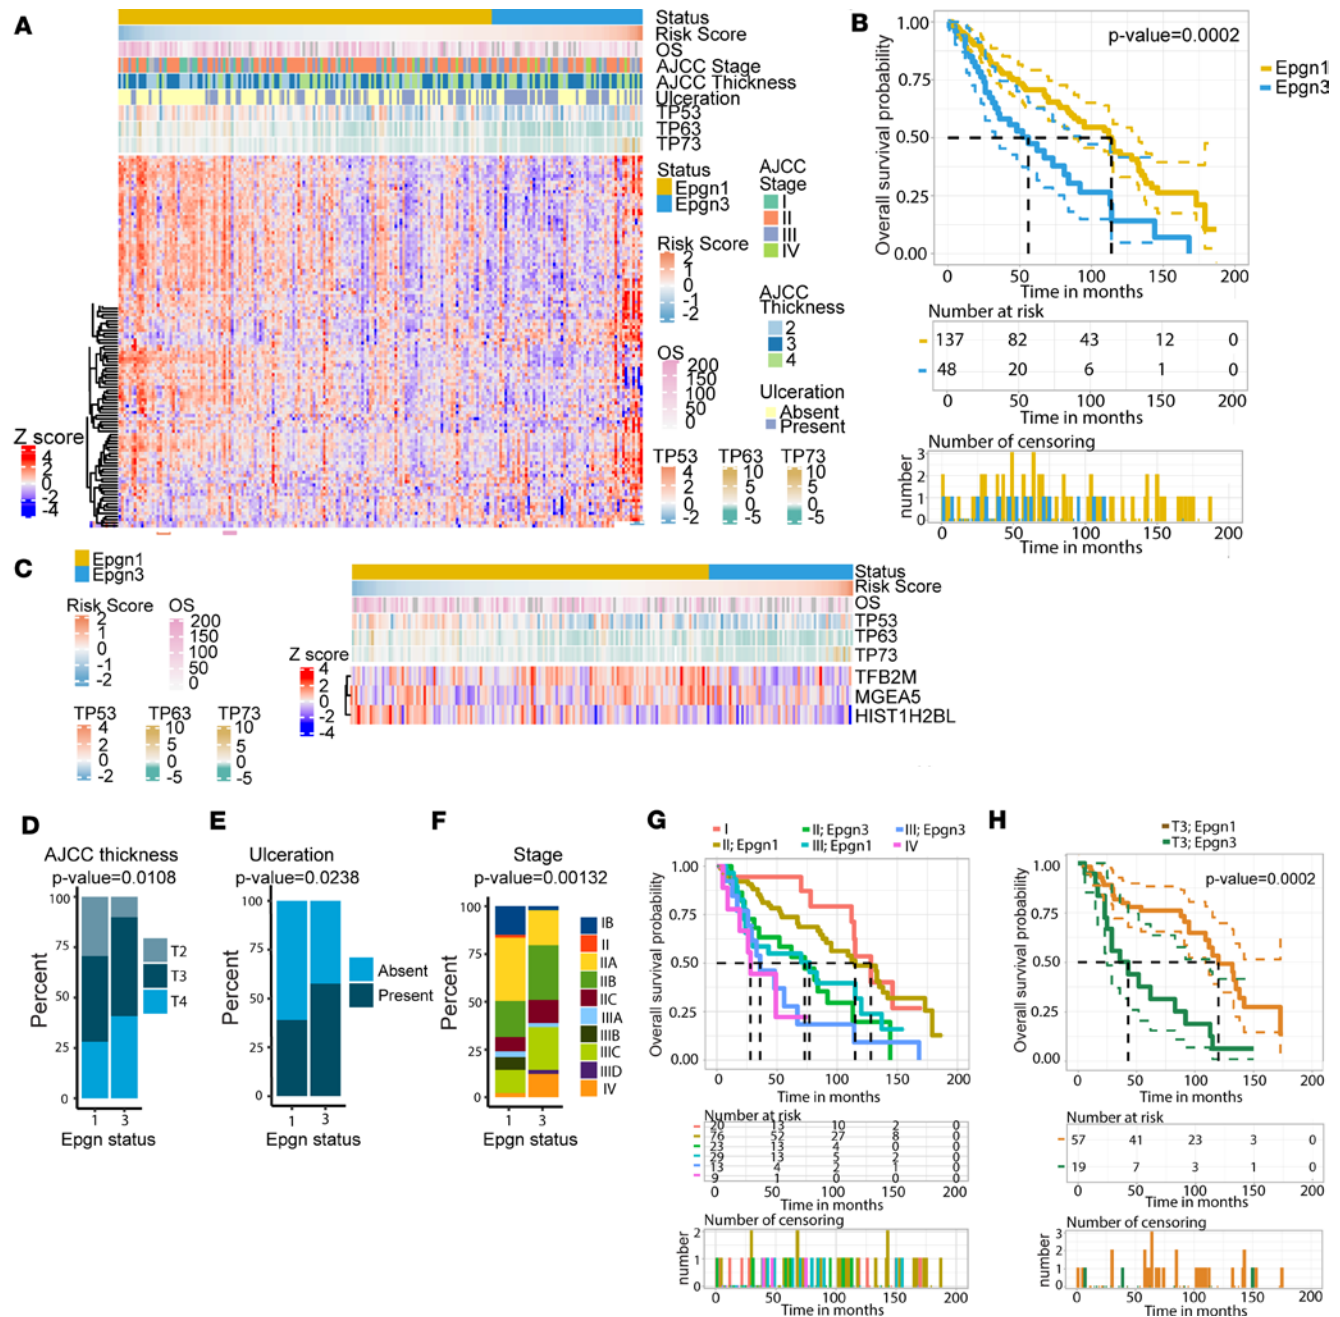 A
Status
Risk Score
OS
AJCC Stage
AJCC Thickness
Ulceration
TP53
TP63
TP73
Status
Epgn1
Epgn3
AJCC
Stage
I
II
III
IV
Risk Score
2
1
0
-1
-2
AJCC
Thickness
2
3
4
OS
200
150
100
50
0
Ulceration
Absent
Present
Z score
4
2
0
-2
-4
TP53
4
2
0
-2
TP63
10
5
0
-5
TP73
10
5
0
-5
B
p-value=0.0002
Overall survival probability
1.00
0.75
0.50
0.25
0.00
0 50 100 150 200
Time in months
Epgn1
Epgn3
Number at risk
137 82 43 12 0
48 20 6 1 0
0 50 100 150 200
Time in months
Number of censoring
number
3
2
1
0
0 50 100 150 200
Time in months
C
Epgn1
Epgn3
Risk Score
2
1
0
-1
-2
OS
200
150
100
50
0
TP53
4
2
0
-2
TP63
10
5
0
-5
TP73
10
5
0
-5
Z score
4
2
0
-2
-4
Status
Risk Score
OS
TP53
TP63
TP73
TFB2M
MGEA5
HIST1H2BL
D
AJCC thickness
p-value=0.0108
Percent
100
75
50
25
0
1 3
Epgn status
T2
T3
T4
E
Ulceration
p-value=0.0238
Percent
100
75
50
25
0
1 3
Epgn status
Absent
Present
F
Stage
p-value=0.00132
Percent
100
75
50
25
0
1 3
Epgn status
IB
II
IIA
IIB
IIC
IIIA
IIIB
IIIC
IIID
IV
G
I
II; Epgn1
II; Epgn3
III; Epgn1
III; Epgn3
IV
Overall survival probability
1.00
0.75
0.50
0.25
0.00
0 50 100 150 200
Time in months
Number at risk
20 13 10 2 0
76 52 27 8 0
23 13 4 0 0
29 13 5 2 0
13 4 2 1 0
9 1 0 0 0
0 50 100 150 200
Time in months
Number of censoring
number
2
1
0
0 50 100 150 200
Time in months
H
T3; Epgn1
T3; Epgn3
p-value=0.0002
Overall survival probability
1.00
0.75
0.50
0.25
0.00
0 50 100 150 200
Time in months
Number at risk
57 41 23 3 0
19 7 3 1 0
0 50 100 150 200
Time in months
Number of censoring
number
3
2
1
0
0 50 100 150 200
Time in months